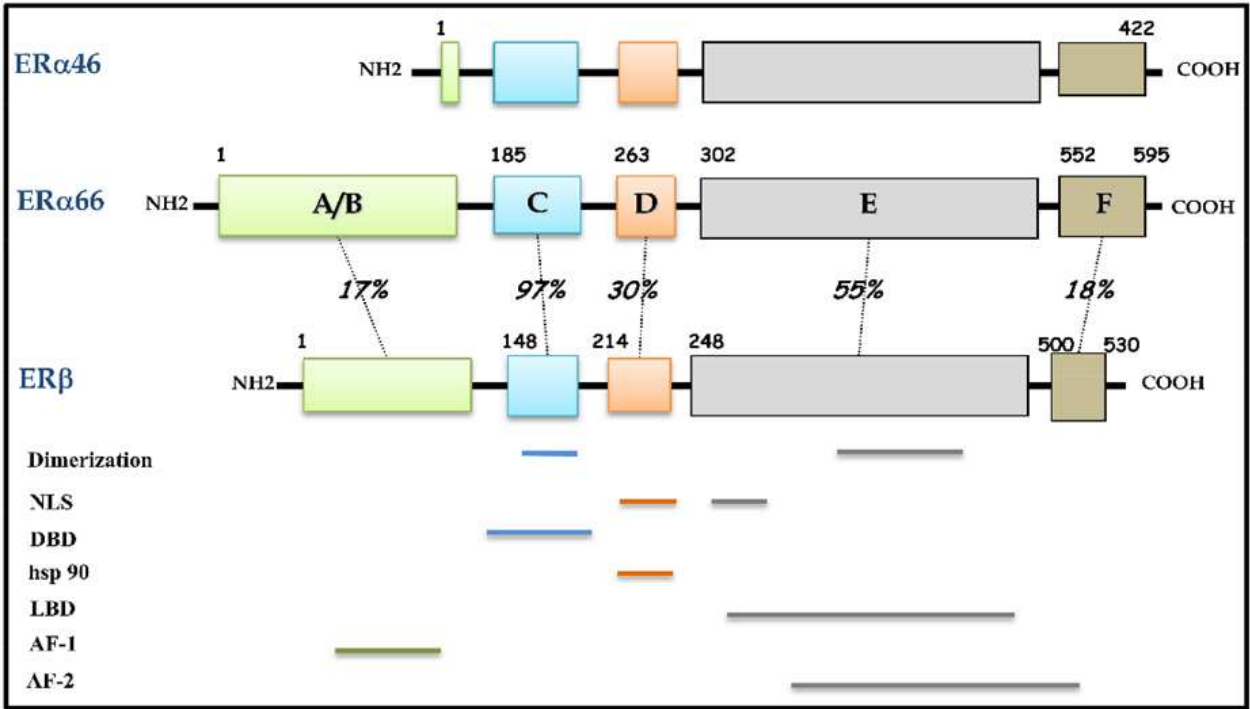 1 422
ERα46 NH2 COOH
1 185 263 302 552 595
ERα66 NH2 A/B C D E F COOH
17% 97% 30% 55% 18%
1 148 214 248 500 530
ERβ NH2 COOH
Dimerization
NLS
DBD
hsp 90
LBD
AF-1
AF-2